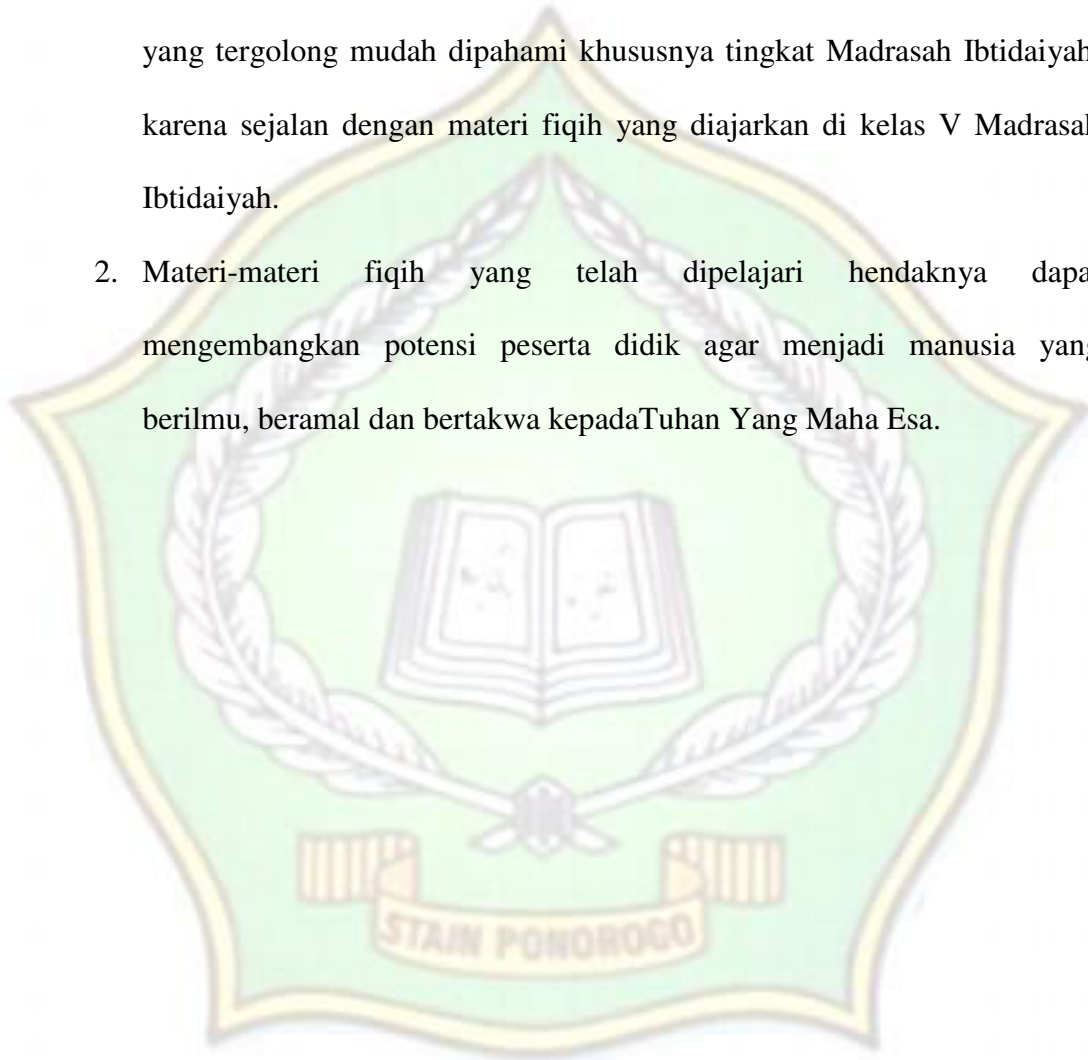 yang tergolong mudah dipahami khususnya tingkat Madrasah Ibtidaiyah
karena sejalan dengan materi fiqih yang diajarkan di kelas V Madrasah
Ibtidaiyah.
2. Materi-materi fiqih yang telah dipelajari hendaknya dapa
mengembangkan potensi peserta didik agar menjadi manusia yang
berilmu, beramal dan bertakwa kepadaTuhan Yang Maha Esa.
STAIN PONOROGO